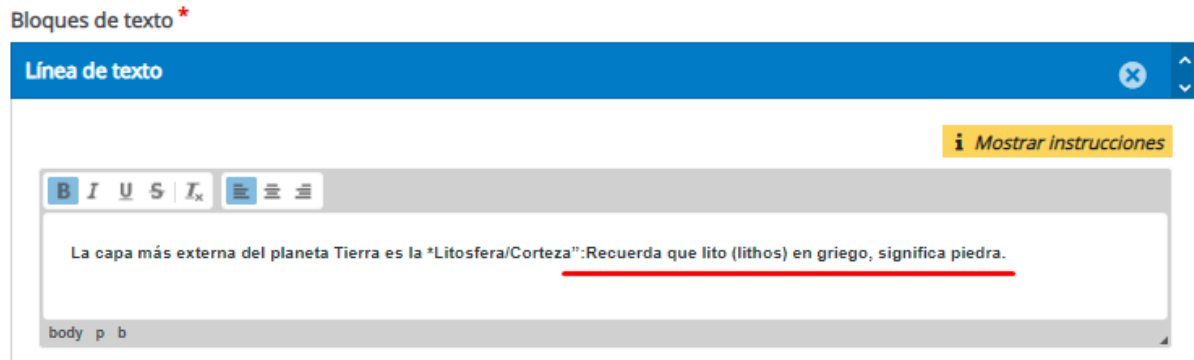 Bloques de texto *
Línea de texto
i Mostrar instrucciones
B I U S Tx
La capa más externa del planeta Tierra es la *Litosfera/Corteza”:Recuerda que lito (lithos) en griego, significa piedra.
body p b